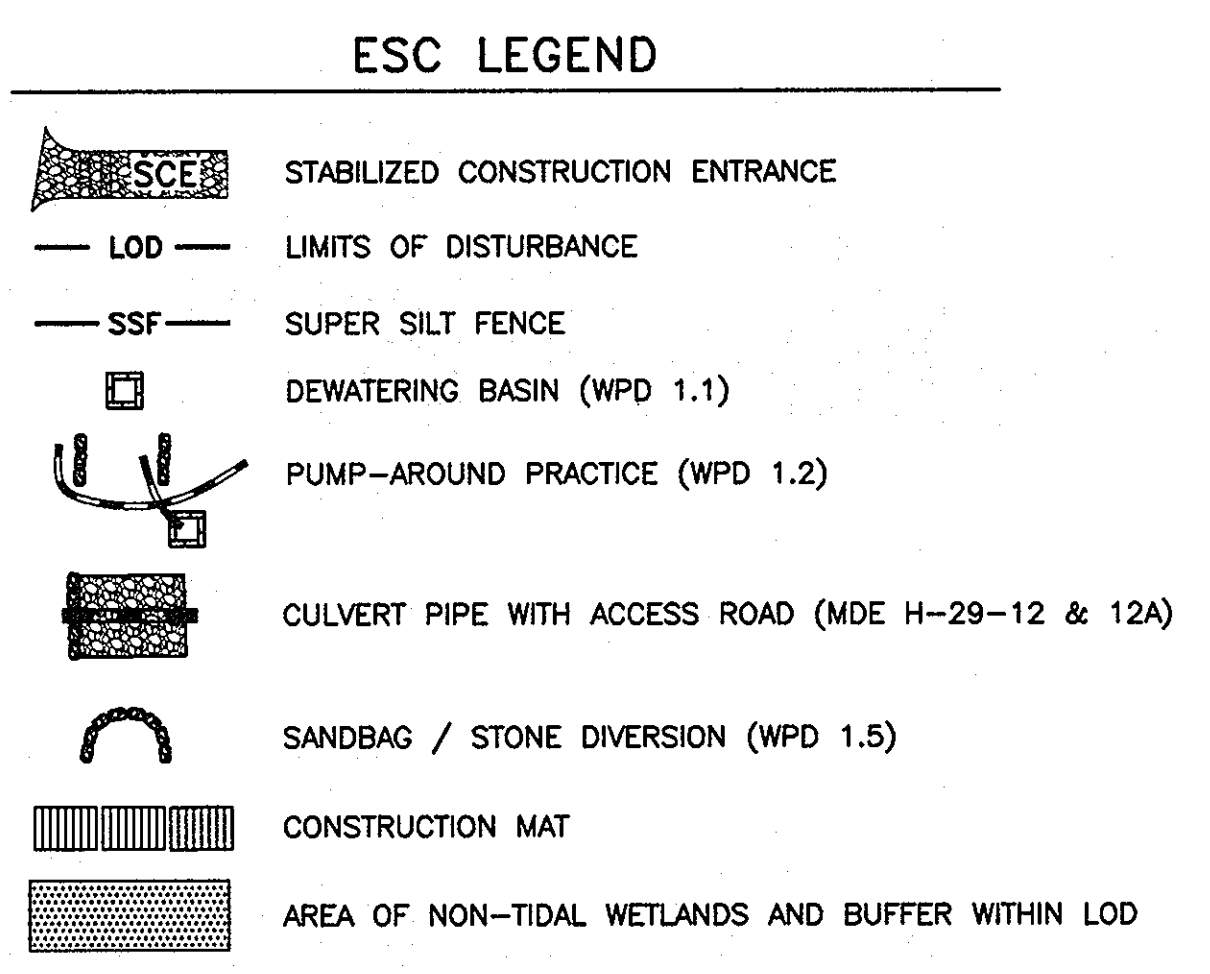 ESC LEGEND
SCE STABILIZED CONSTRUCTION ENTRANCE
LOD LIMITS OF DISTURBANCE
SSF SUPER SILT FENCE
DEWATERING BASIN (WPD 1.1)
PUMP-AROUND PRACTICE (WPD 1.2)
CULVERT PIPE WITH ACCESS ROAD (MDE H-29-12 & 12A)
SANDBAG / STONE DIVERSION (WPD 1.5)
CONSTRUCTION MAT
AREA OF NON-TIDAL WETLANDS AND BUFFER WITHIN LOD